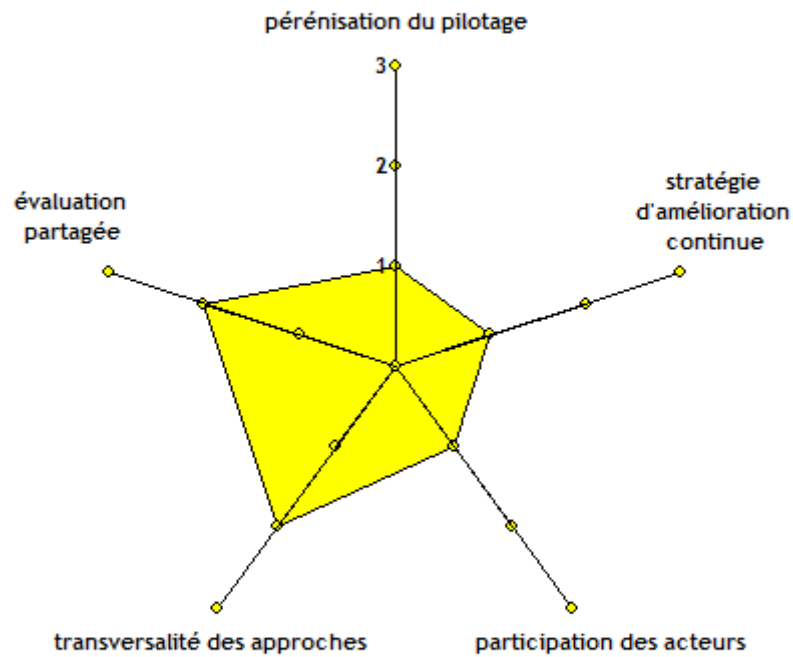 pérénisation du pilotage
3
2
1
stratégie
d'amélioration
continue
évaluation
partagée
transversalité des approches
participation des acteurs